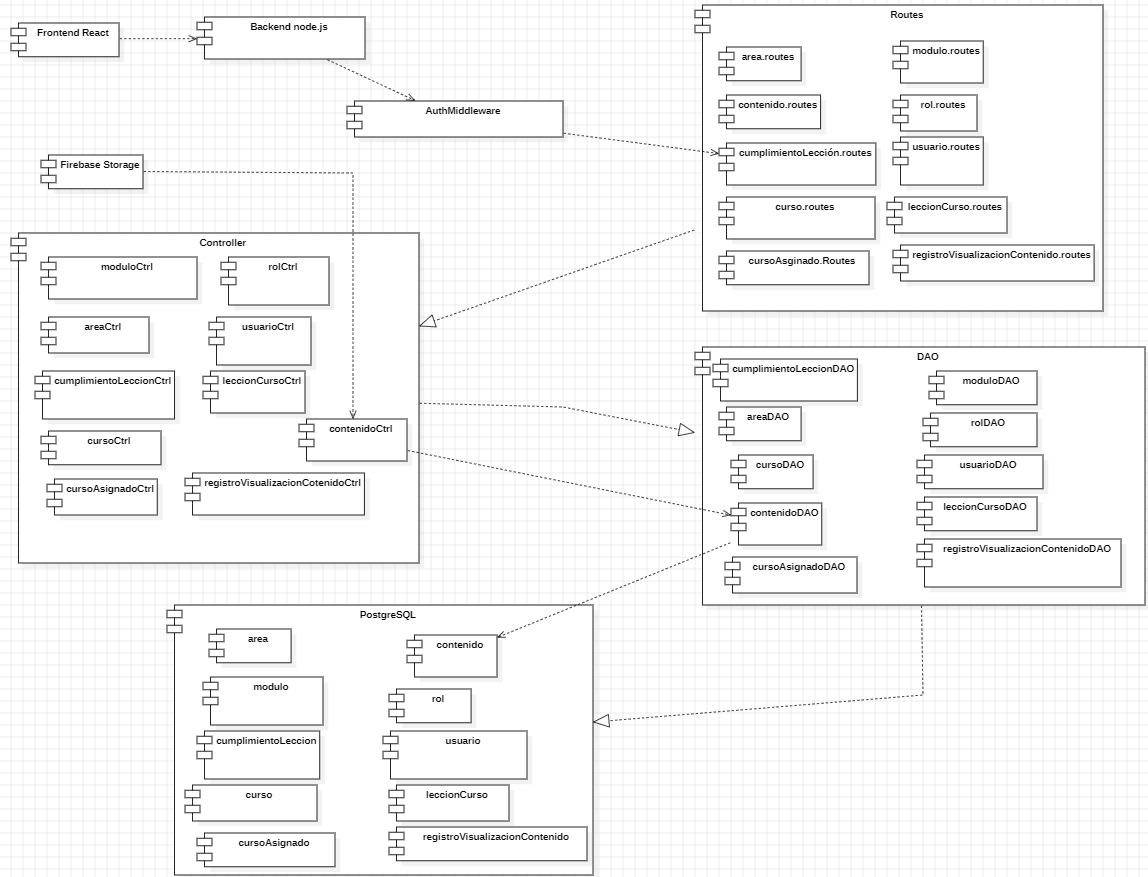 Frontend React
Backend node.js
AuthMiddleware
Firebase Storage
Routes
area.routes
modulo.routes
contenido.routes
rol.routes
cumplimientoLección.routes
usuario.routes
curso.routes
leccionCurso.routes
cursoAsginado.Routes
registroVisualizacionContenido.routes
Controller
moduloCtrl
rolCtrl
areaCtrl
usuarioCtrl
cumplimientoLeccionCtrl
leccionCursoCtrl
contenidoCtrl
cursoCtrl
cursoAsignadoCtrl
registroVisualizacionCotenidoCtrl
DAO
cumplimientoLeccionDAO
moduloDAO
areaDAO
rolDAO
cursoDAO
usuarioDAO
contenidoDAO
leccionCursoDAO
cursoAsignadoDAO
registroVisualizacionContenidoDAO
PostgreSQL
area
contenido
modulo
rol
cumplimientoLeccion
usuario
curso
leccionCurso
cursoAsignado
registroVisualizacionContenido